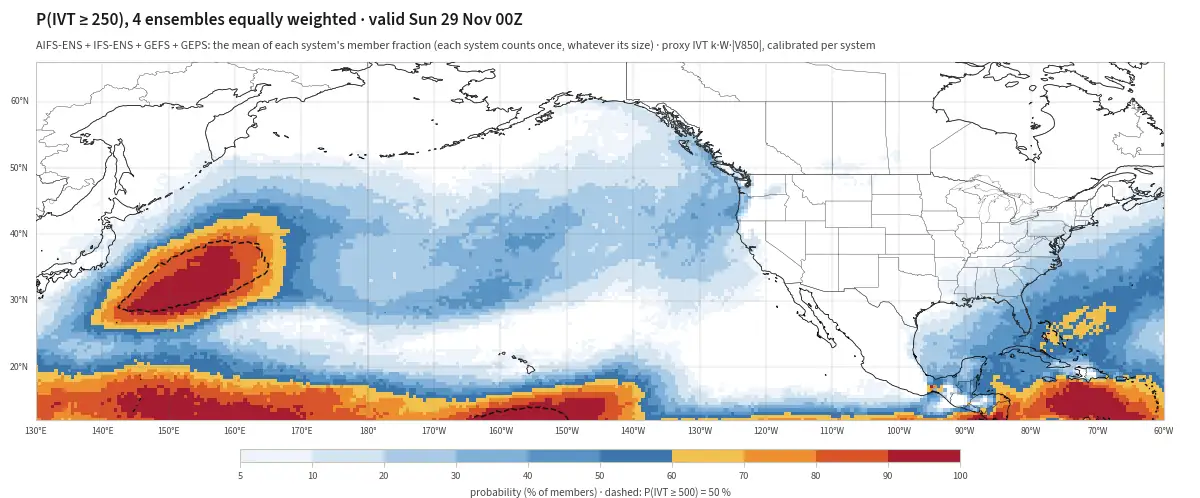 P(IVT ≥ 250), 4 ensembles equally weighted · valid Sun 29 Nov 00Z
AIFS-ENS + IFS-ENS + GEFS + GEPS: the mean of each system's member fraction (each system counts once, whatever its size) · proxy IVT k·W·|V850|, calibrated per system
60°N
50°N
40°N
30°N
20°N
130°E 140°E 150°E 160°E 170°E 180° 170°W 160°W 150°W 140°W 130°W 120°W 110°W 100°W 90°W 80°W 70°W 60°W
5 10 20 30 40 50 60 70 80 90 100
probability (% of members) · dashed: P(IVT ≥ 500) = 50 %